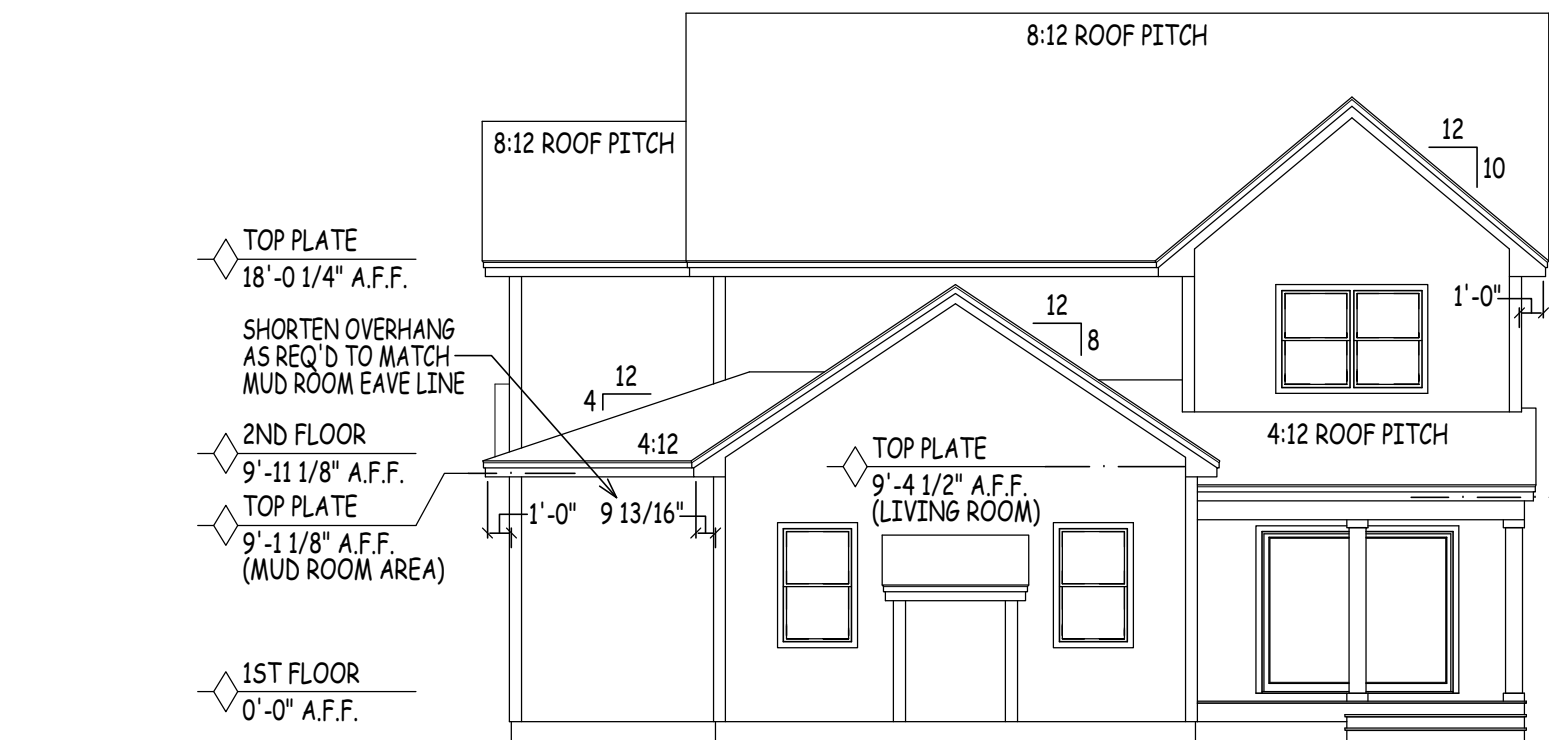 8:12 ROOF PITCH
8:12 ROOF PITCH
12
10
TOP PLATE
18'-0 1/4" A.F.F.
1'-0"
SHORTEN OVERHANG
AS REQ'D TO MATCH
MUD ROOM EAVE LINE
12
8
12
4
2ND FLOOR
9'-11 1/8" A.F.F.
4:12
TOP PLATE
9'-4 1/2" A.F.F.
(LIVING ROOM)
4:12 ROOF PITCH
TOP PLATE
9'-1 1/8" A.F.F.
(MUD ROOM AREA)
1'-0"
9 13/16"
1ST FLOOR
0'-0" A.F.F.